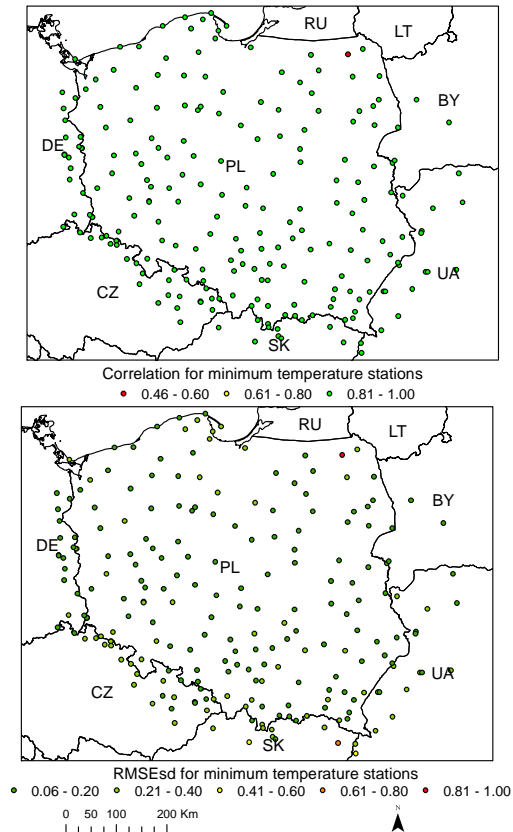 RU
LT
BY
DE
PL
UA
CZ
SK
Correlation for minimum temperature stations
0.46 - 0.60 0.61 - 0.80 0.81 - 1.00
RU
LT
BY
DE
PL
UA
CZ
SK
RMSEsd for minimum temperature stations
0.06 - 0.20 0.21 - 0.40 0.41 - 0.60 0.61 - 0.80 0.81 - 1.00
0 50 100 200 Km
N